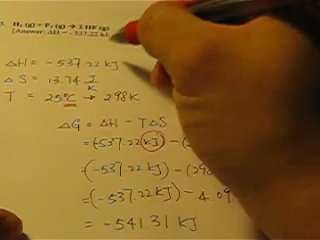 H₂ (g) + F₂ (g) → 2 HF (g)
[Answer: ΔH = -537.22 kJ
ΔH = -537.22 kJ
ΔS = 13.74 J/K
T = 25°C → 298K
ΔG = ΔH - TΔS
= (-537.22 kJ) - (
= (-537.22 kJ) - (298
= (-537.22 kJ) - 4.09
= -541.31 kJ